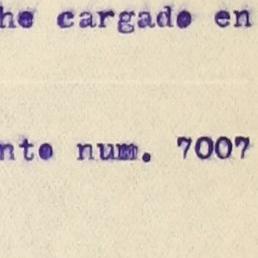 he cargado en
nto num. 7007